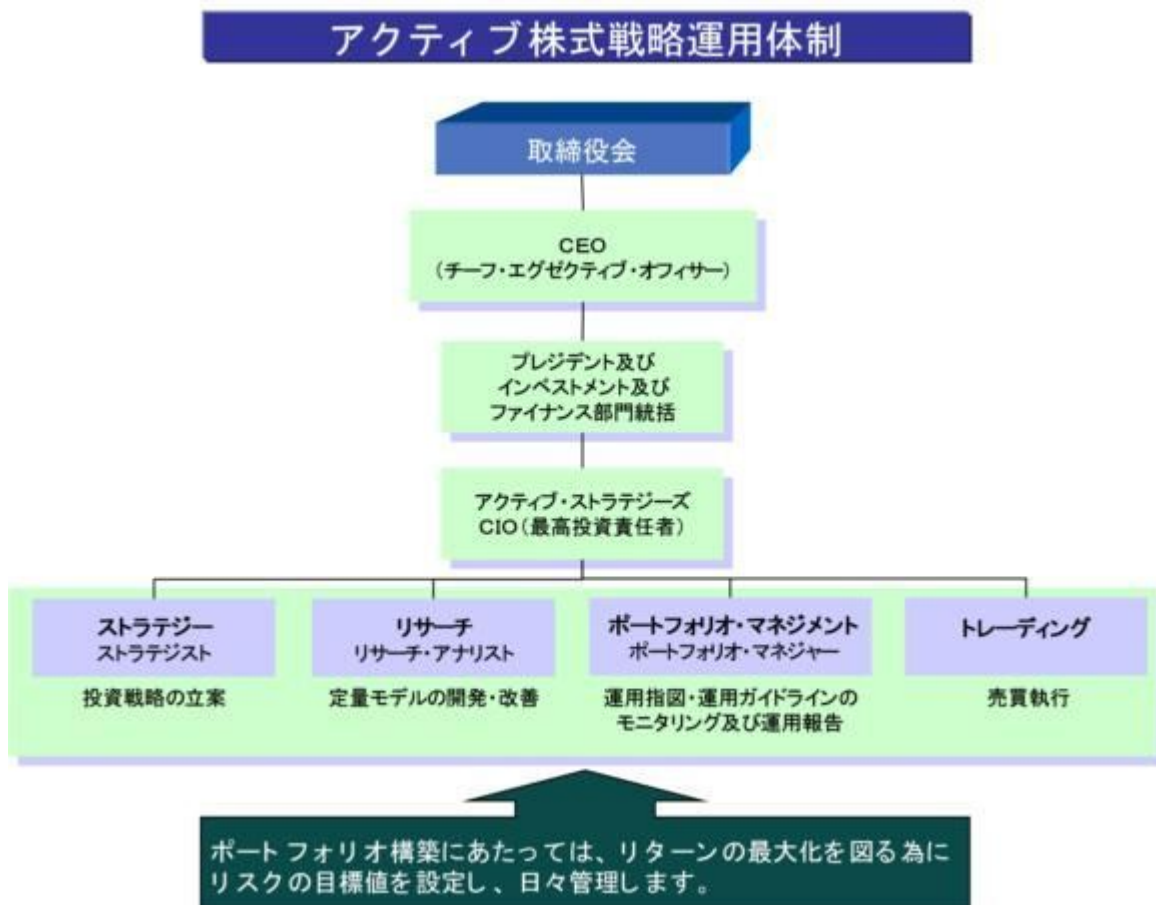 アクティブ株式戦略運用体制
取締役会
CEO
（チーフ・エグゼクティブ・オフィサー）
プレジデント及び
インベストメント及び
ファイナンス部門統括
アクティブ・ストラテジーズ
CIO（最高投資責任者）
ストラテジー
ストラテジスト
投資戦略の立案
リサーチ
リサーチ・アナリスト
定量モデルの開発・改善
ポートフォリオ・マネジメント
ポートフォリオ・マネジャー
運用指図・運用ガイドラインの
モニタリング及び運用報告
トレーディング
売買執行
ポートフォリオ構築にあたっては、リターンの最大化を図る為に
リスクの目標値を設定し、日々管理します。